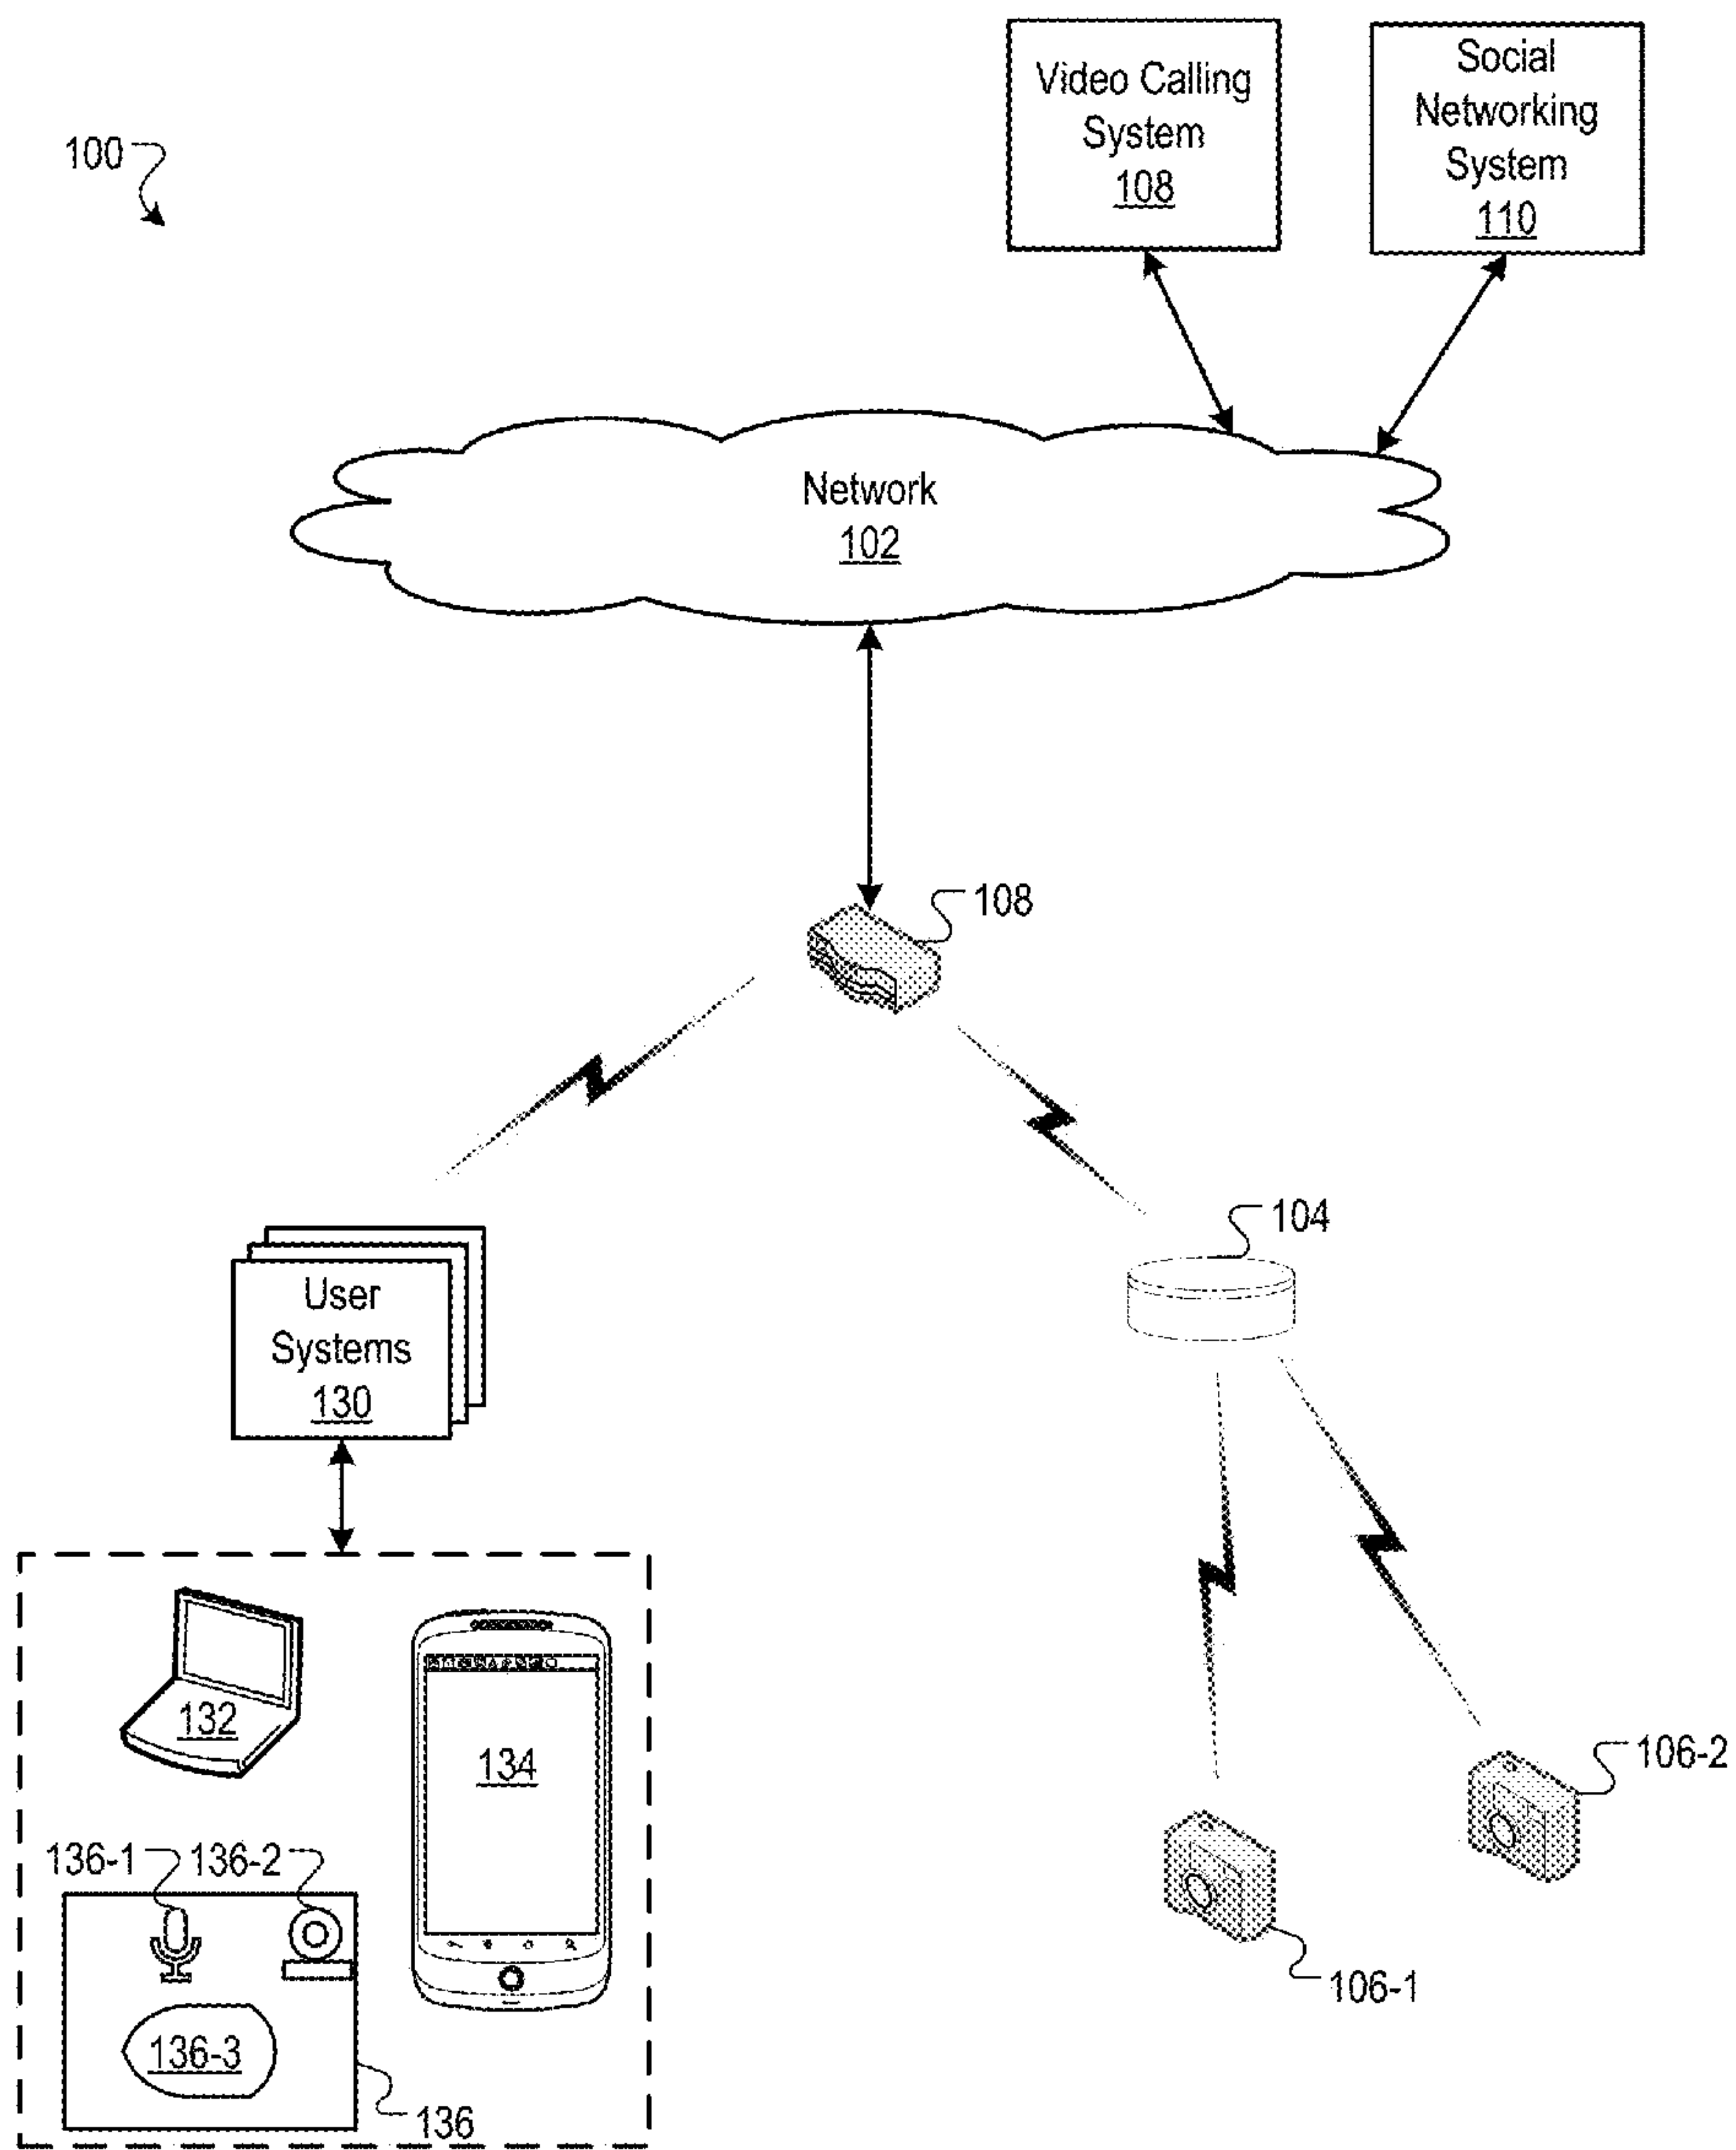 100
Video Calling
System
108
Social
Networking
System
110
Network
102
108
104
User
Systems
130
132
134
106-2
136-1
136-2
106-1
136-3
136